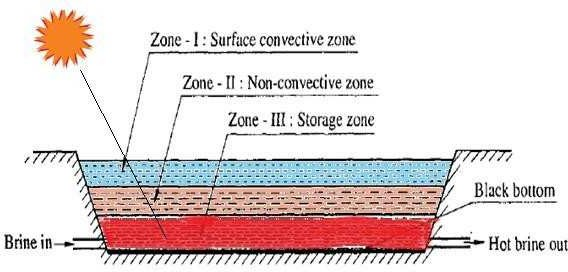 Zone - I : Surface convective zone
Zone - II : Non-convective zone
Zone - III : Storage zone
Black bottom
Brine in
Hot brine out